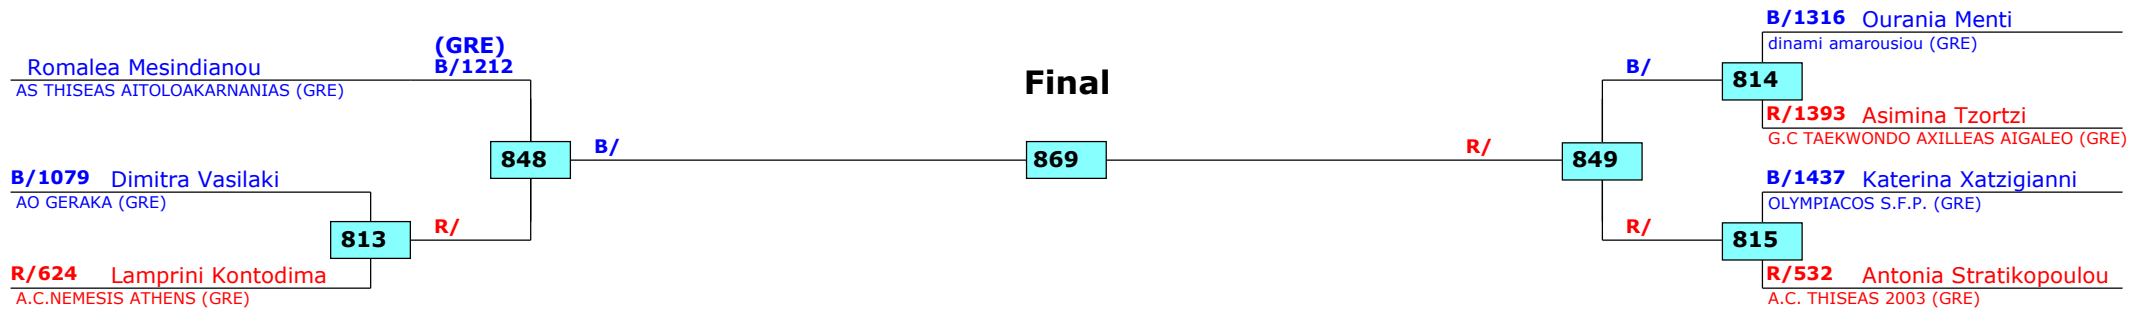 (GRE)
Romalea Mesindianou B/1212
AS THISEAS AITOLOAKARNANIAS (GRE)
848
B/
B/1079 Dimitra Vasilaki
AO GERAKA (GRE)
813
R/
R/624 Lamprini Kontodima
A.C.NEMESIS ATHENS (GRE)
Final
869
B/1316 Ourania Menti
dinami amarousiou (GRE)
B/
814
R/1393 Asimina Tzortzi
G.C TAEKWONDO AXILLEAS AIGALEO (GRE)
R/
849
B/1437 Katerina Xatzigianni
OLYMPIACOS S.F.P. (GRE)
R/
815
R/532 Antonia Stratikopoulou
A.C. THISEAS 2003 (GRE)